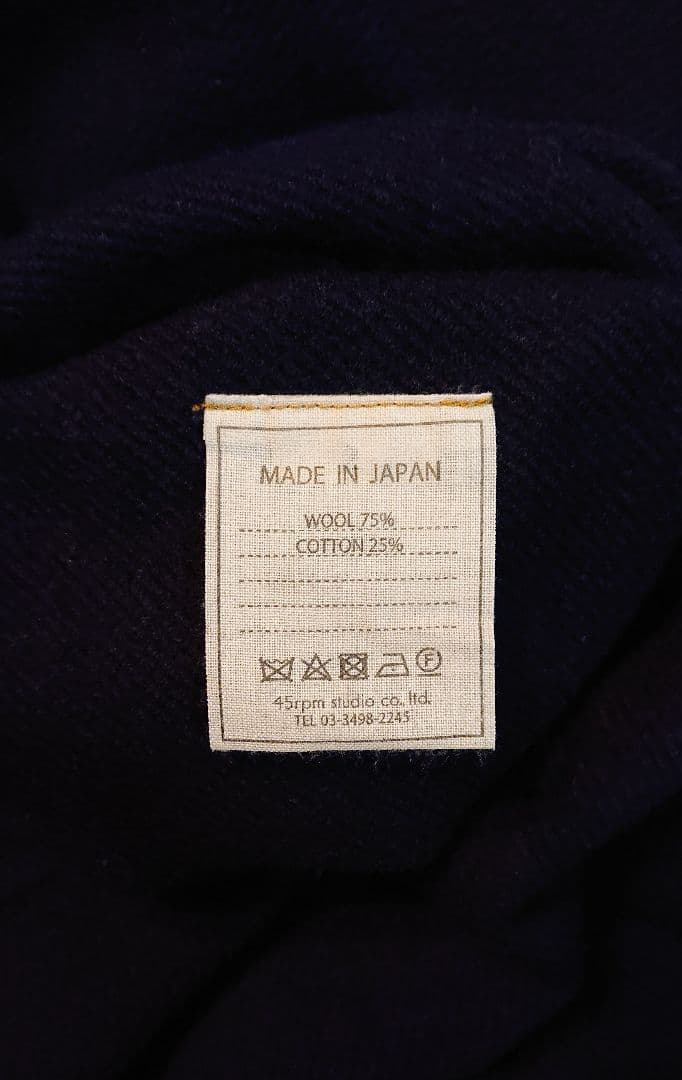 MADE IN JAPAN
WOOL 75%
COTTON 25%
F
45rpm studio co. ltd.
TEL 03-3498-2245